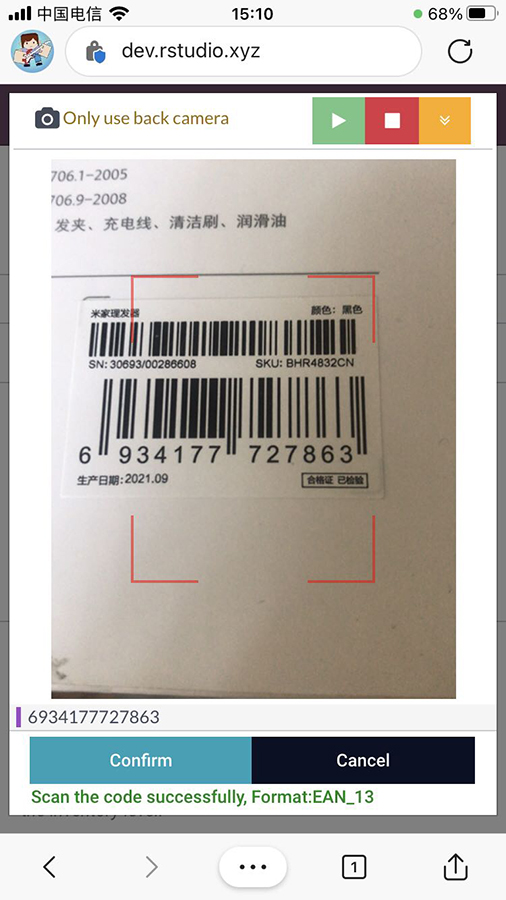 中国电信
15:10
68%
dev.rstudio.xyz
Only use back camera
706.1-2005
706.9-2008
发夹、充电线、清洁刷、润滑油
米家理发器
颜色：黑色
SN: 30693/00286608
SKU: BHR4832CN
6 934177 727863
生产日期: 2021.09
合格证 已检验
6934177727863
Confirm
Cancel
Scan the code successfully, Format:EAN_13
1